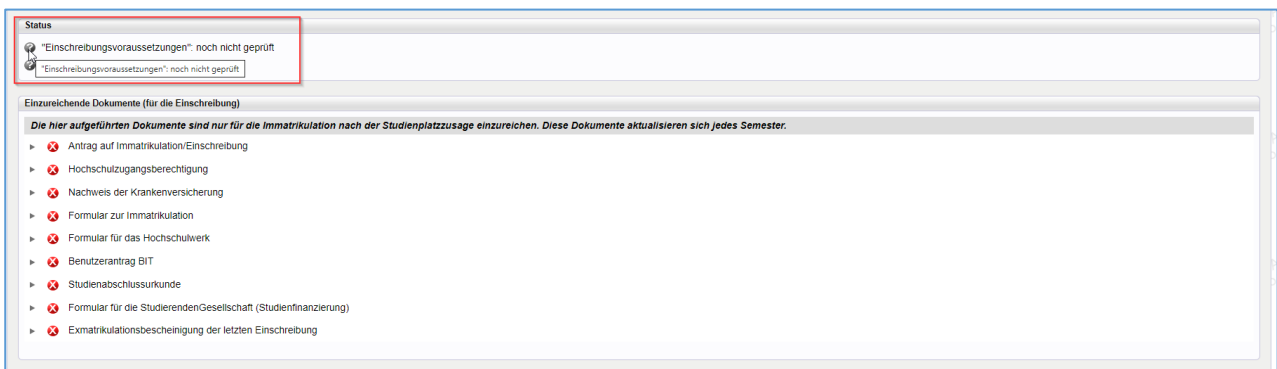 Status
"Einschreibungsvoraussetzungen": noch nicht geprüft
"Einschreibungsvoraussetzungen": noch nicht geprüft
Einzureichende Dokumente (für die Einschreibung)
Die hier aufgeführten Dokumente sind nur für die Immatrikulation nach der Studienplatzzusage einzureichen. Diese Dokumente aktualisieren sich jedes Semester.
Antrag auf Immatrikulation/Einschreibung
Hochschulzugangsberechtigung
Nachweis der Krankenversicherung
Formular zur Immatrikulation
Formular für das Hochschulwerk
Benutzerantrag BIT
Studienabschlussurkunde
Formular für die StudierendenGesellschaft (Studienfinanzierung)
Exmatrikulationsbescheinigung der letzten Einschreibung